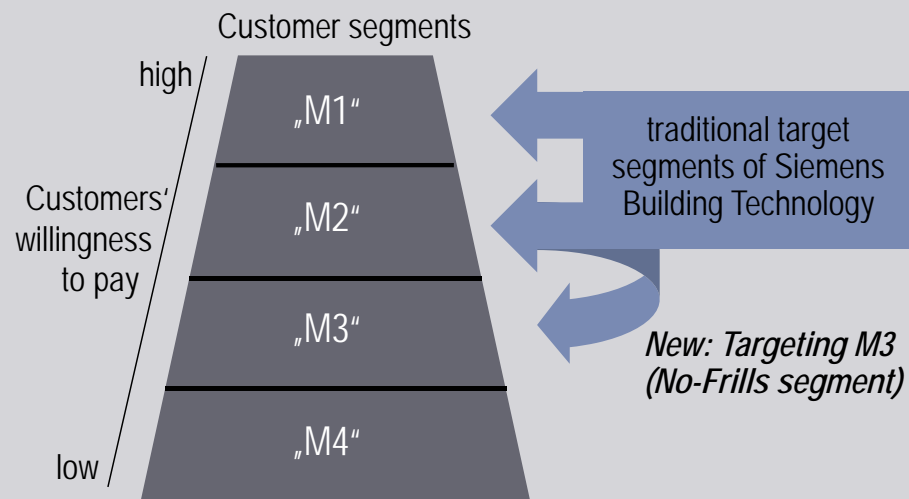 Customer segments
high
„M1“
traditional target
segments of Siemens
Building Technology
Customers‘
willingness
to pay
„M2“
„M3“
New: Targeting M3
(No-Frills segment)
„M4“
low